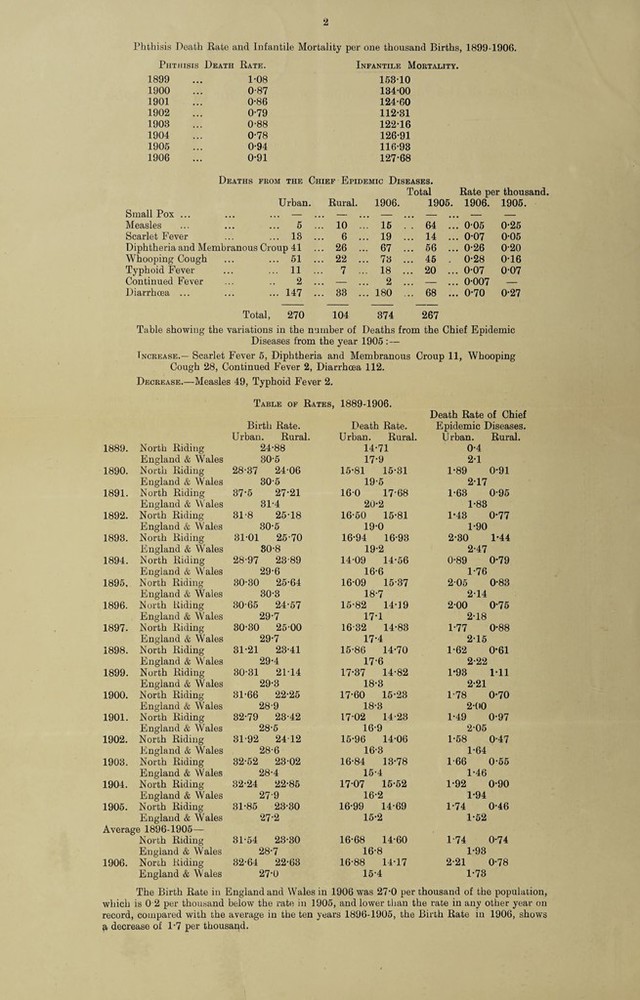 2
Phthisis Death Rate and Infantile Mortality per one thousand Births, 1899-1906.
Phthisis Death Rate. Infantile Mortality.
1899 ... 1·08 153·10
1900 ... 0·87 134·00
1901 ... 0·86 124·60
1902 ... 0·79 112·31
1903 ... 0·88 122·16
1904 ... 0·78 126·91
1905 ... 0·94 116·93
1906 ... 0·91 127·68
Deaths from the Chief Epidemic Diseases.
Total Rate per thousand.
Urban. Rural. 1906. 1905. 1906. 1905.
Small Pox ... ... ... — ... — ... — ... — — —
Measles ... ... ... 5 ... 10 ... 15 . . 64 ... 0·05 0·25
Scarlet Fever ... ... 13 ... 6 ... 19 ... 14 ... 0·07 0·05
Diphtheria and Membranous Croup 41 ... 26 ... 67 ... 56 ... 0·26 0·20
Whooping Cough ... ... 51 ... 22 ... 73 ... 45 . 0·28 0·16
Typhoid Fever ... ... 11 ... 7 ... 18 ... 20 ... 0·07 0·07
Continued Fever .. .. 2 ... — ... 2 ... — ... 0·007 —
Diarrhœa ... ... ... 147 ... 33 ... 180 ... 68 ... 0·70 0·27
Total, 270 104 374 267
Table showing the variations in the number of Deaths from the Chief Epidemic
Diseases from the year 1905 :—
Increase.— Scarlet Fever 5, Diphtheria and Membranous Croup 11, Whooping
Cough 28, Continued Fever 2, Diarrhœa 112.
Decrease.—Measles 49, Typhoid Fever 2.
Table of Rates, 1889-1906.
Death Rate of Chief
Birth Rate. Death Rate. Epidemic Diseases.
Urban. Rural. Urban. Rural. Urban. Rural.
1889. North Riding 24·88 14·71 0·4
England & Wales 30·5 17·9 2·1
1890. North Riding 28·37 24·06 15·81 15·31 1·89 0·91
England & Wales 30·5 19·5 2·17
1891. North Riding 37·5 27·21 16·0 17·68 1·63 0·95
England & Wales 31·4 20·2 1·83
1892. North Riding 31·8 25·18 16·50 15·81 1·43 0·77
England & Wales 30·5 19·0 1·90
1893. North Riding 31·01 25·70 16·94 16·93 2·30 1·44
England & Wales 30·8 19·2 2·47
1894. North Riding 28·97 23·89 14·09 14·56 0·89 0·79
England & Wales 29·6 16·6 1·76
1895. North Riding 30·30 25·64 16·09 15·37 2·05 0·83
England & Wales 30·3 18·7 2·14
1896. North Riding 30·65 24·57 15·82 14·19 2·00 0·75
England & Wales 29·7 17·1 2·18
1897. North Riding 30·30 25·00 16·32 14·83 1·77 0·88
England & Wales 29·7 17·4 2·15
1898. North Riding 31·21 23·41 15·86 14·70 1·62 0·61
England & Wales 29·4 17·6 2·22
1899. North Riding 30·31 21·14 17·37 14·82 1·93 1·11
England & Wales 29·3 18·3 2·21
1900. North Riding 31·66 22·25 17·60 15·23 1·78 0·70
England & Wales 28·9 18·3 2·00
1901. North Riding 32·79 23·42 17·02 14·23 1·49 0·97
England & Wales 28·5 16·9 2·05
1902. North Riding 31·92 24·12 15·96 14·06 1·58 0·47
England & Wales 28·6 16·3 1·64
1903. North Riding 32·52 23·02 16·84 13·78 1·66 0·55
England & Wales 28·4 15·4 1·46
1904. North Riding 32·24 22·85 17·07 15·52 1·92 0·90
England & Wales 27·9 16·2 1·94
1905. North Riding 31·85 23·30 16·99 14·69 1·74 0·46
England & Wales 27·2 15·2 1·52
Average 1896-1905—
North Riding 31·54 23·30 16·68 14·60 1·74 0·74
England & Wales 28·7 16·8 1·93
1906. North Riding 32·64 22·63 16·88 14·17 2·21 0·78
England & Wales 27·0 15·4 1·73
The Birth Rate in England and Wales in 1906 was 27·0 per thousand of the population,
which is 0·2 per thousand below the rate in 1905, and lower than the rate in any other year on
record, compared with the average in the ten years 1896-1905, the Birth Rate in 1906, shows
a decrease of 1·7 per thousand.